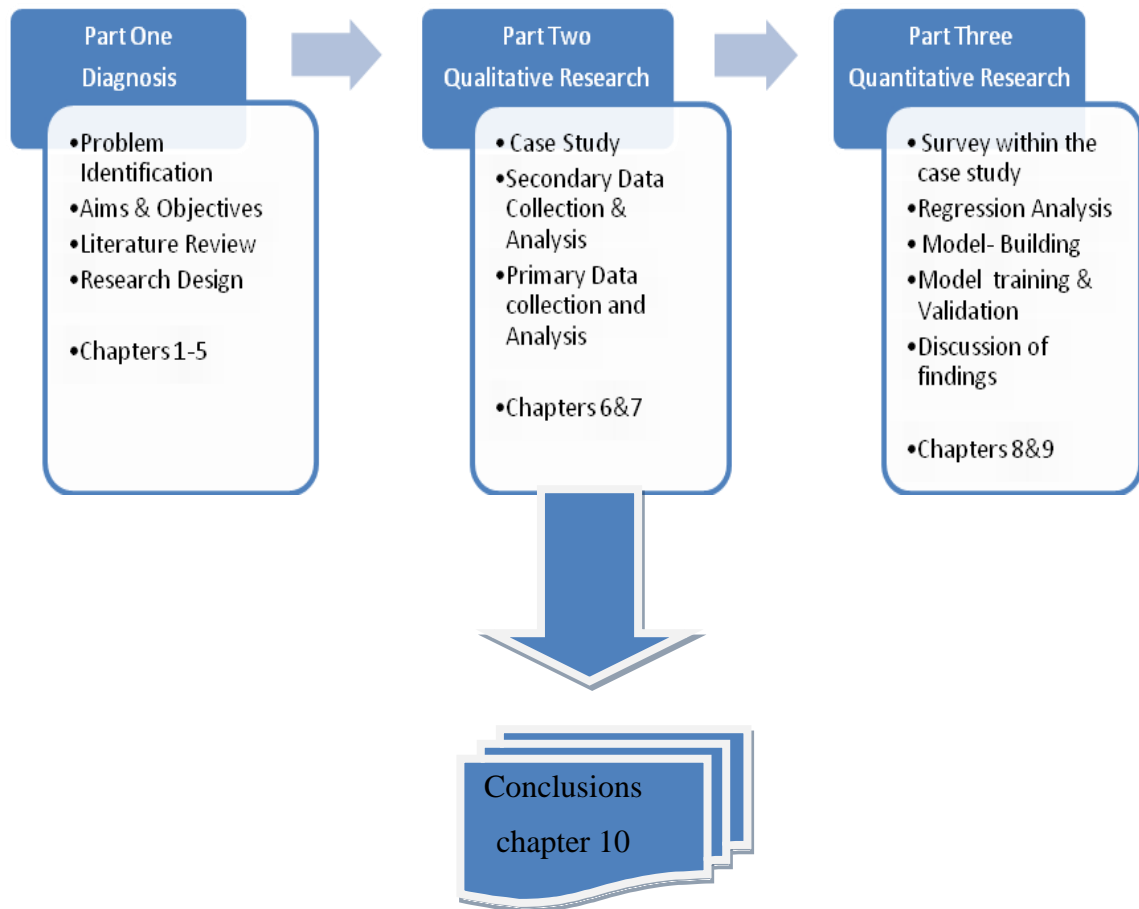 Part One
Diagnosis
•Problem
Identification
•Aims & Objectives
•Literature Review
•Research Design
•Chapters 1-5
Part Two
Qualitative Research
•Case Study
•Secondary Data
Collection &
Analysis
•Primary Data
collection and
Analysis
•Chapters 6&7
Part Three
Quantitative Research
•Survey within the
case study
•Regression Analysis
•Model- Building
•Model training &
Validation
•Discussion of
findings
•Chapters 8&9
Conclusions
chapter 10